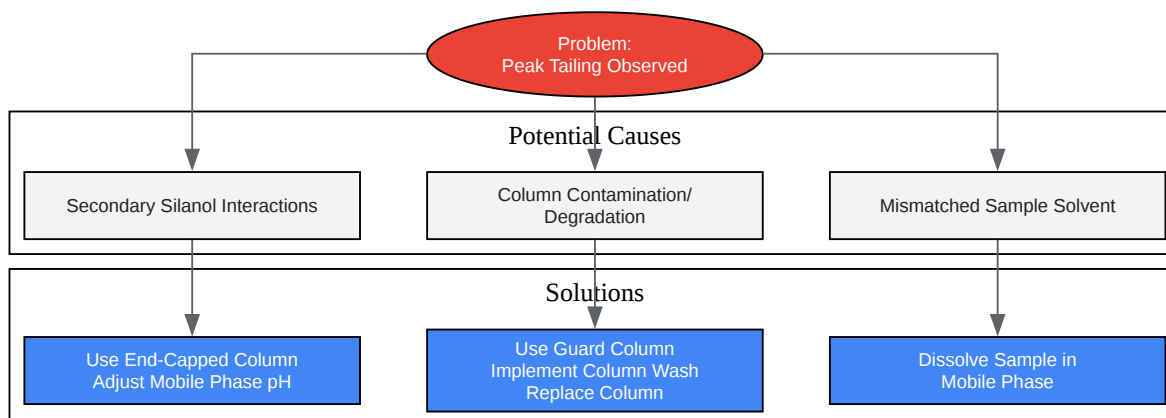 Problem:
Peak Tailing Observed
Potential Causes
Secondary Silanol Interactions
Column Contamination/
Degradation
Mismatched Sample Solvent
Solutions
Use End-Capped Column
Adjust Mobile Phase pH
Use Guard Column
Implement Column Wash
Replace Column
Dissolve Sample in
Mobile Phase